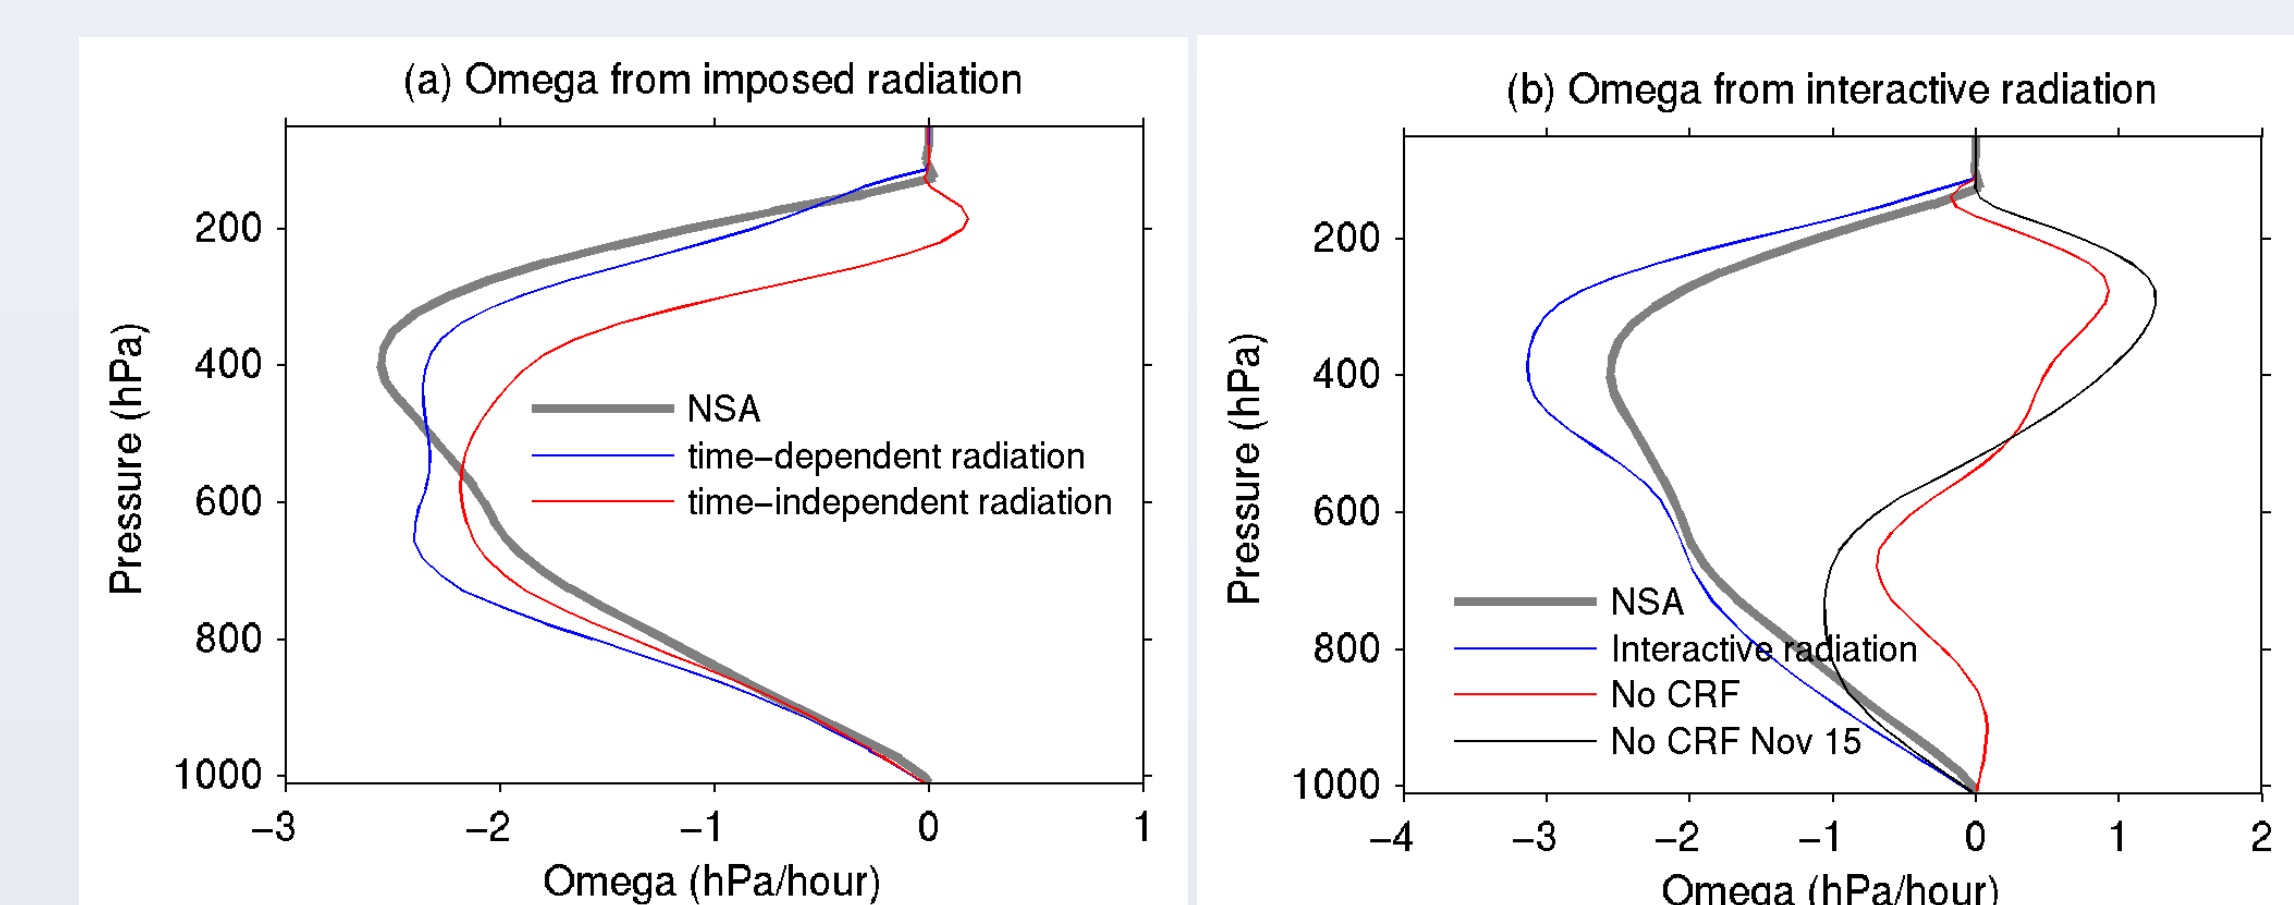 (a) Omega from imposed radiation
200
400
600
800
1000
Pressure (hPa)
NSA
time-dependent radiation
time-independent radiation
-3 -2 -1 0 1
Omega (hPa/hour)
(b) Omega from interactive radiation
200
400
600
800
1000
Pressure (hPa)
NSA
Interactive radiation
No CRF
No CRF Nov 15
-4 -3 -2 -1 0 1 2
Omega (hPa/hour)